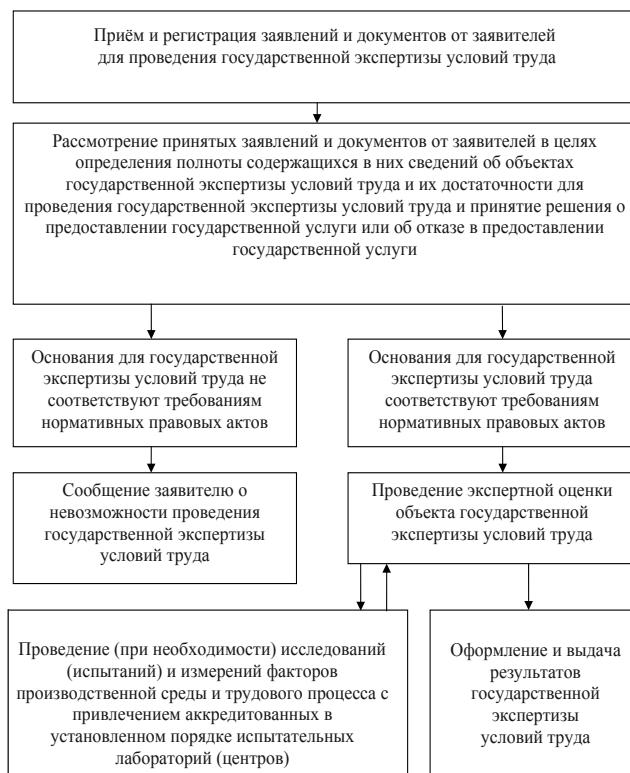 Приём и регистрация заявлений и документов от заявителей
для проведения государственной экспертизы условий труда
Рассмотрение принятых заявлений и документов от заявителей в целях
определения полноты содержащихся в них сведений об объектах
государственной экспертизы условий труда и их достаточности для
проведения государственной экспертизы условий труда и принятие решения о
предоставлении государственной услуги или об отказе в предоставлении
государственной услуги
Основания для государственной
экспертизы условий труда не
соответствуют требованиям
нормативных правовых актов
Основания для государственной
экспертизы условий труда
соответствуют требованиям
нормативных правовых актов
Сообщение заявителю о
невозможности проведения
государственной экспертизы
условий труда
Проведение экспертной оценки
объекта государственной
экспертизы условий труда
Проведение (при необходимости) исследований
(испытаний) и измерений факторов
производственной среды и трудового процесса с
привлечением аккредитованных в
установленном порядке испытательных
лабораторий (центров)
Оформление и выдача
результатов
государственной
экспертизы
условий труда